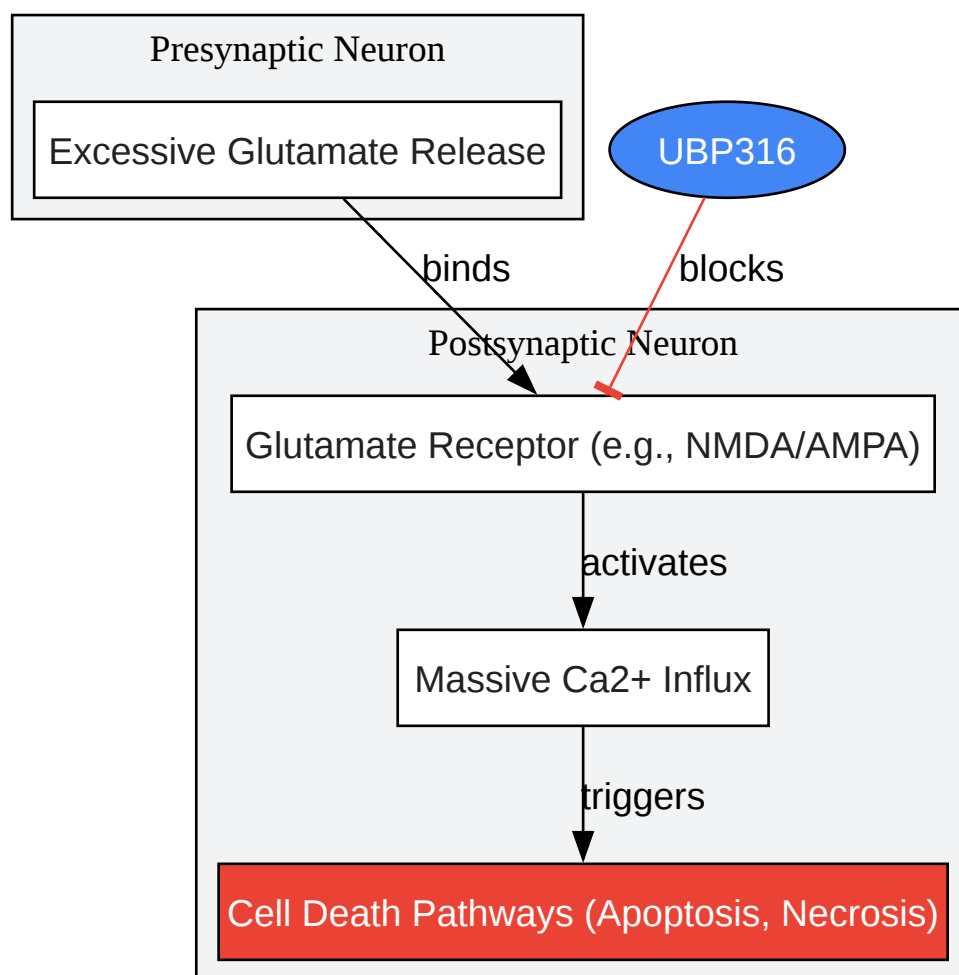 Presynaptic Neuron
Excessive Glutamate Release
UBP316
binds
blocks
Postsynaptic Neuron
Glutamate Receptor (e.g., NMDA/AMPA)
activates
Massive Ca2+ Influx
triggers
Cell Death Pathways (Apoptosis, Necrosis)